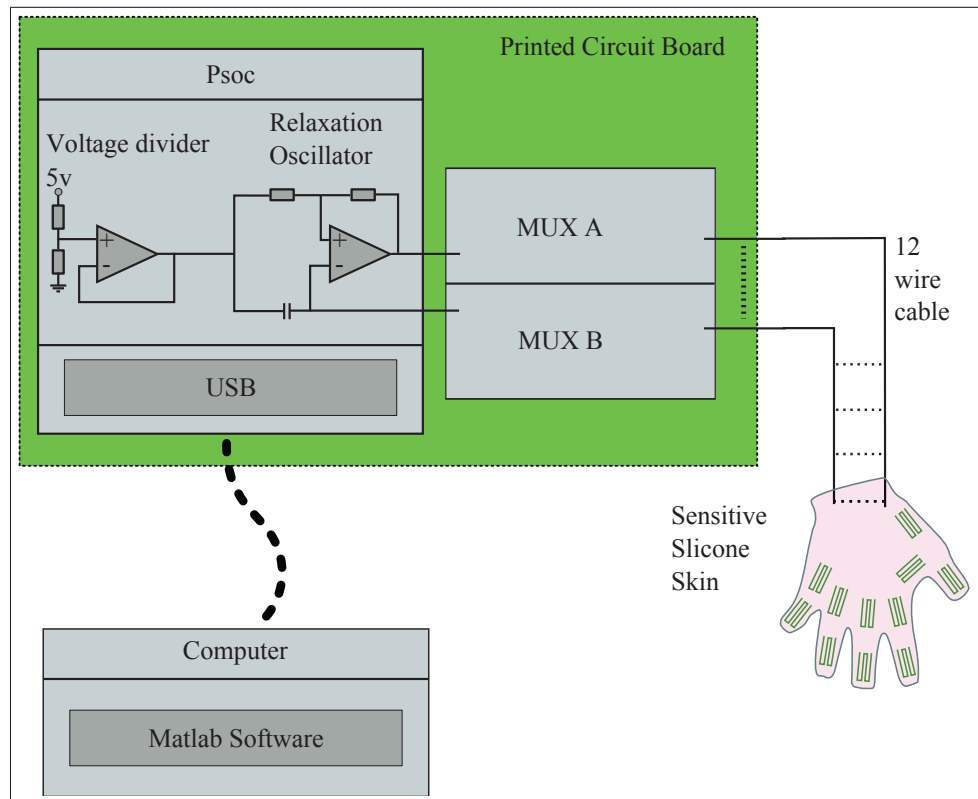 Printed Circuit Board
Psoc
Voltage divider
5v
Relaxation
Oscillator
+
-
+
-
MUX A
MUX B
12
wire
cable
USB
Sensitive
Slicone
Skin
Computer
Matlab Software